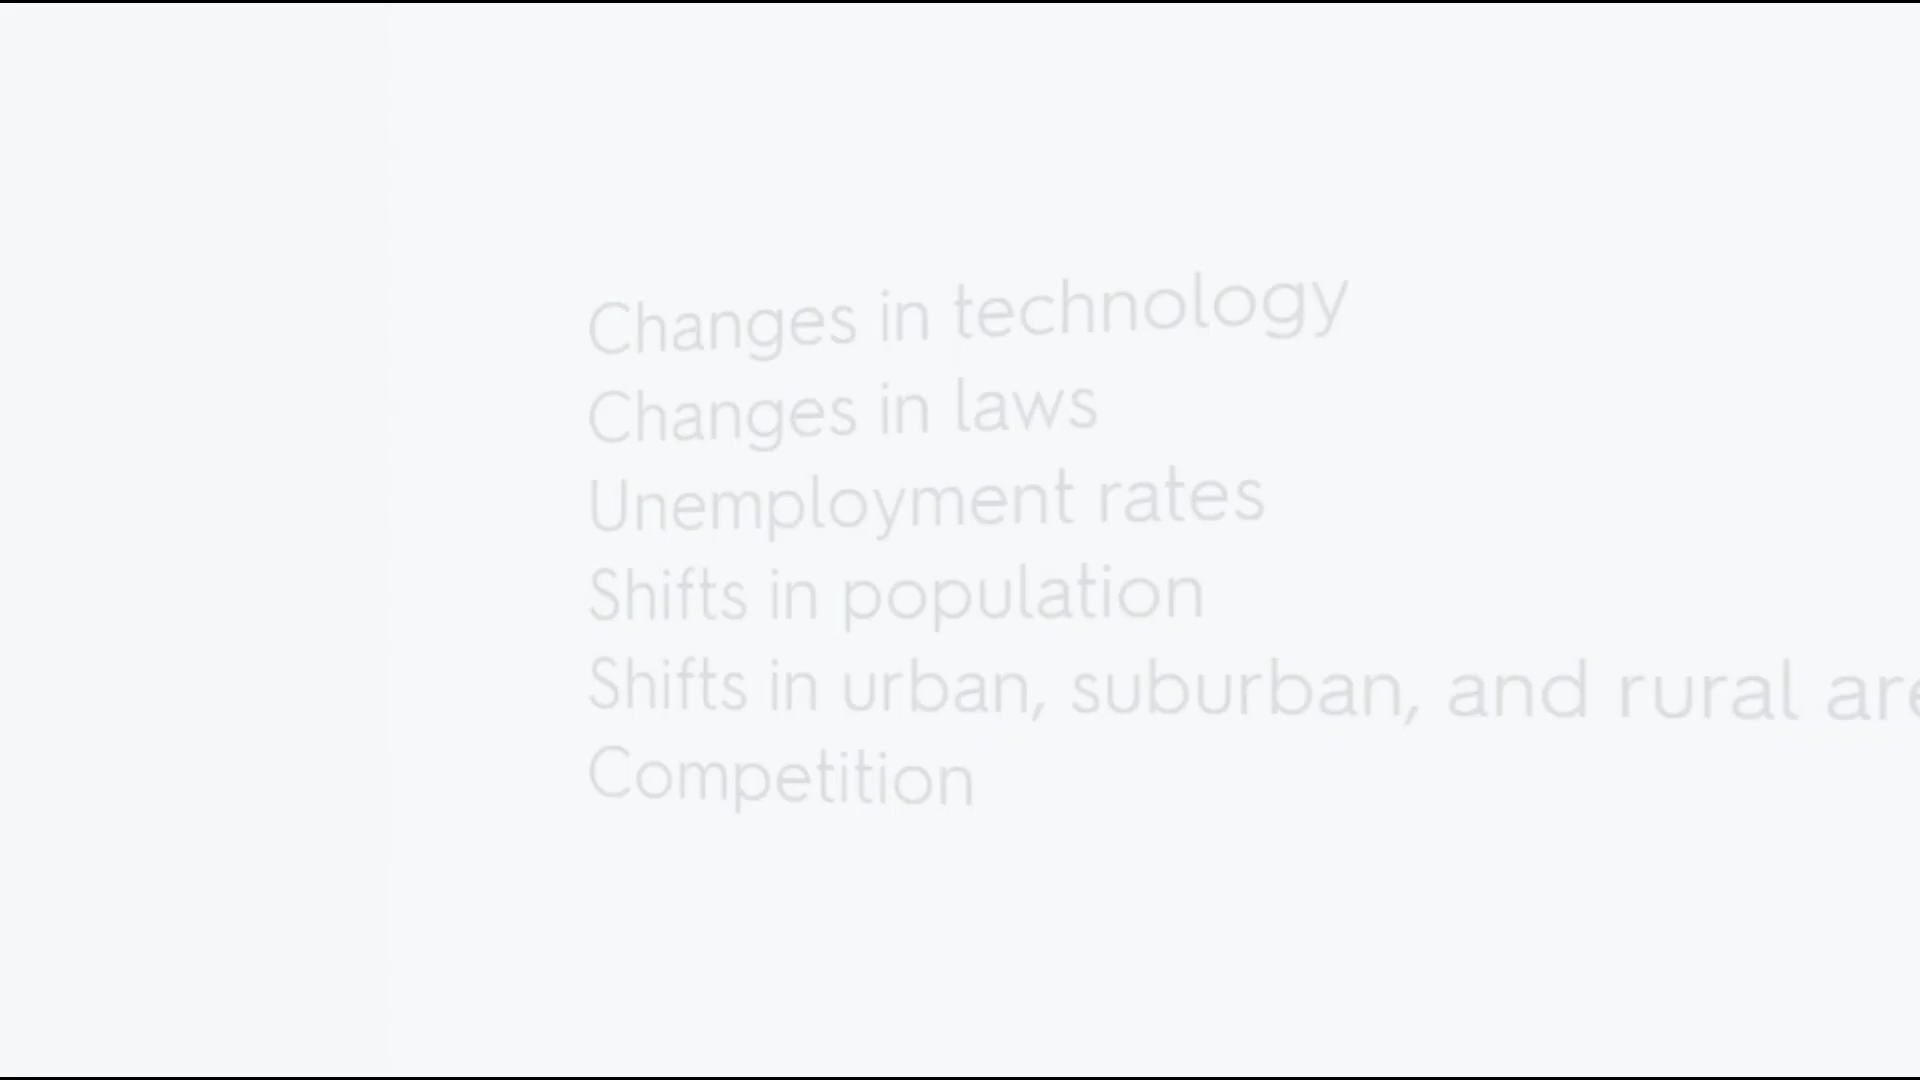 Changes in technology
Changes in laws
Unemployment rates
Shifts in population
Shifts in urban, suburban, and rural
Competition